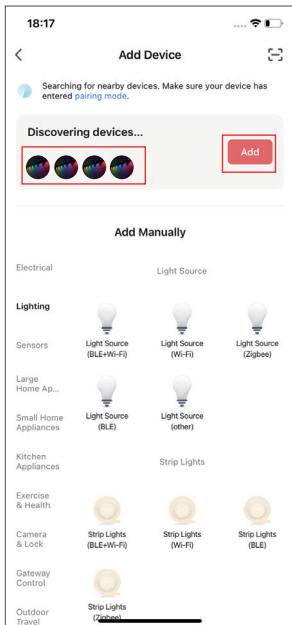 18:17
Add Device
Searching for nearby devices. Make sure your device has
entered pairing mode.
Discovering devices...
Add
Add Manually
Electrical
Light Source
Lighting
Sensors
Light Source
(BLE+Wi-Fi)
Light Source
(Wi-Fi)
Light Source
(Zigbee)
Large
Home Ap...
Small Home
Appliances
Light Source
(BLE)
Light Source
(other)
Kitchen
Appliances
Strip Lights
Exercise
& Health
Camera
& Lock
Strip Lights
(BLE+Wi-Fi)
Strip Lights
(Wi-Fi)
Strip Lights
(BLE)
Gateway
Control
Outdoor
Travel
Strip Lights
(Zigbee)